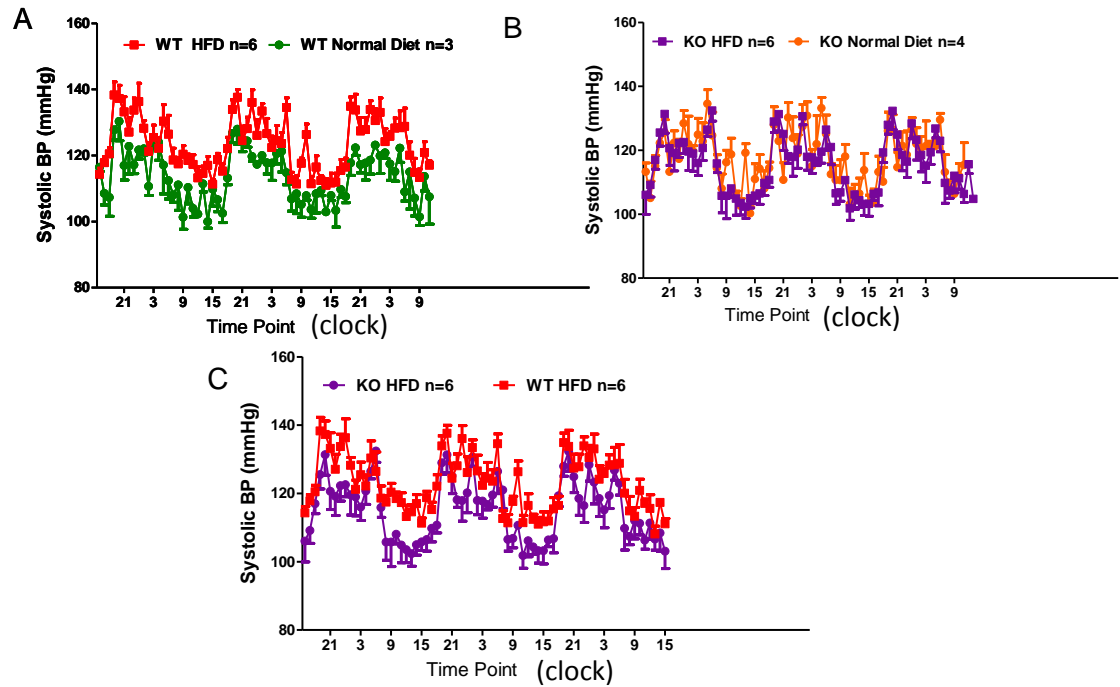 A
160
140
120
100
80
Systolic BP (mmHg)
WT HFD n=6
WT Normal Diet n=3
21 3 9 15 21 3 9 15 21 3 9
Time Point (clock)
B
160
140
120
100
80
Systolic BP (mmHg)
KO HFD n=6
KO Normal Diet n=4
21 3 9 15 21 3 9 15 21 3 9
Time Point (clock)
C
160
140
120
100
80
Systolic BP (mmHg)
KO HFD n=6
WT HFD n=6
21 3 9 15 21 3 9 15 21 3 9 15
Time Point (clock)